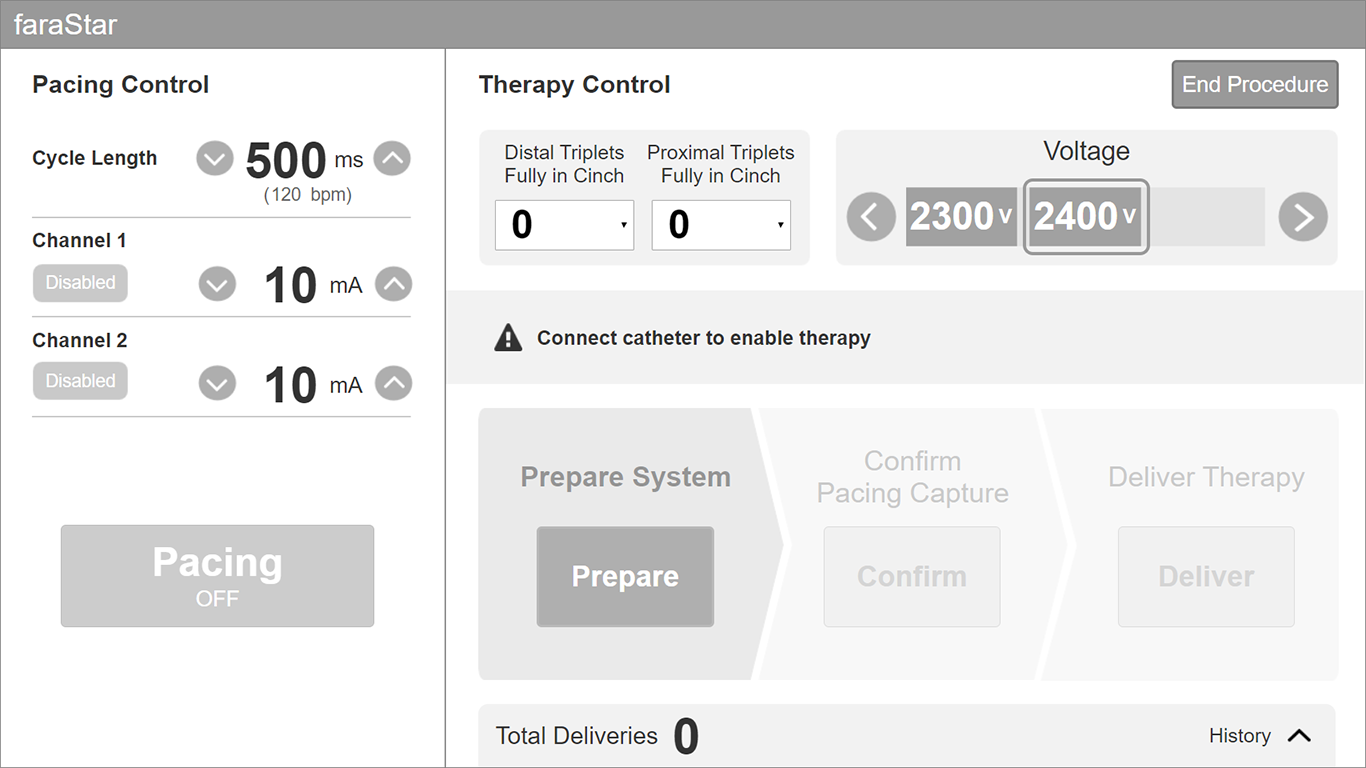 faraStar
Pacing Control
Cycle Length
500 ms
(120 bpm)
Channel 1
Disabled
10 mA
Channel 2
Disabled
10 mA
Pacing
OFF
Therapy Control
End Procedure
Distal Triplets
Fully in Cinch
0
Proximal Triplets
Fully in Cinch
0
Voltage
2300 V
2400 V
Connect catheter to enable therapy
Prepare System
Prepare
Confirm
Pacing Capture
Confirm
Deliver Therapy
Deliver
Total Deliveries 0
History